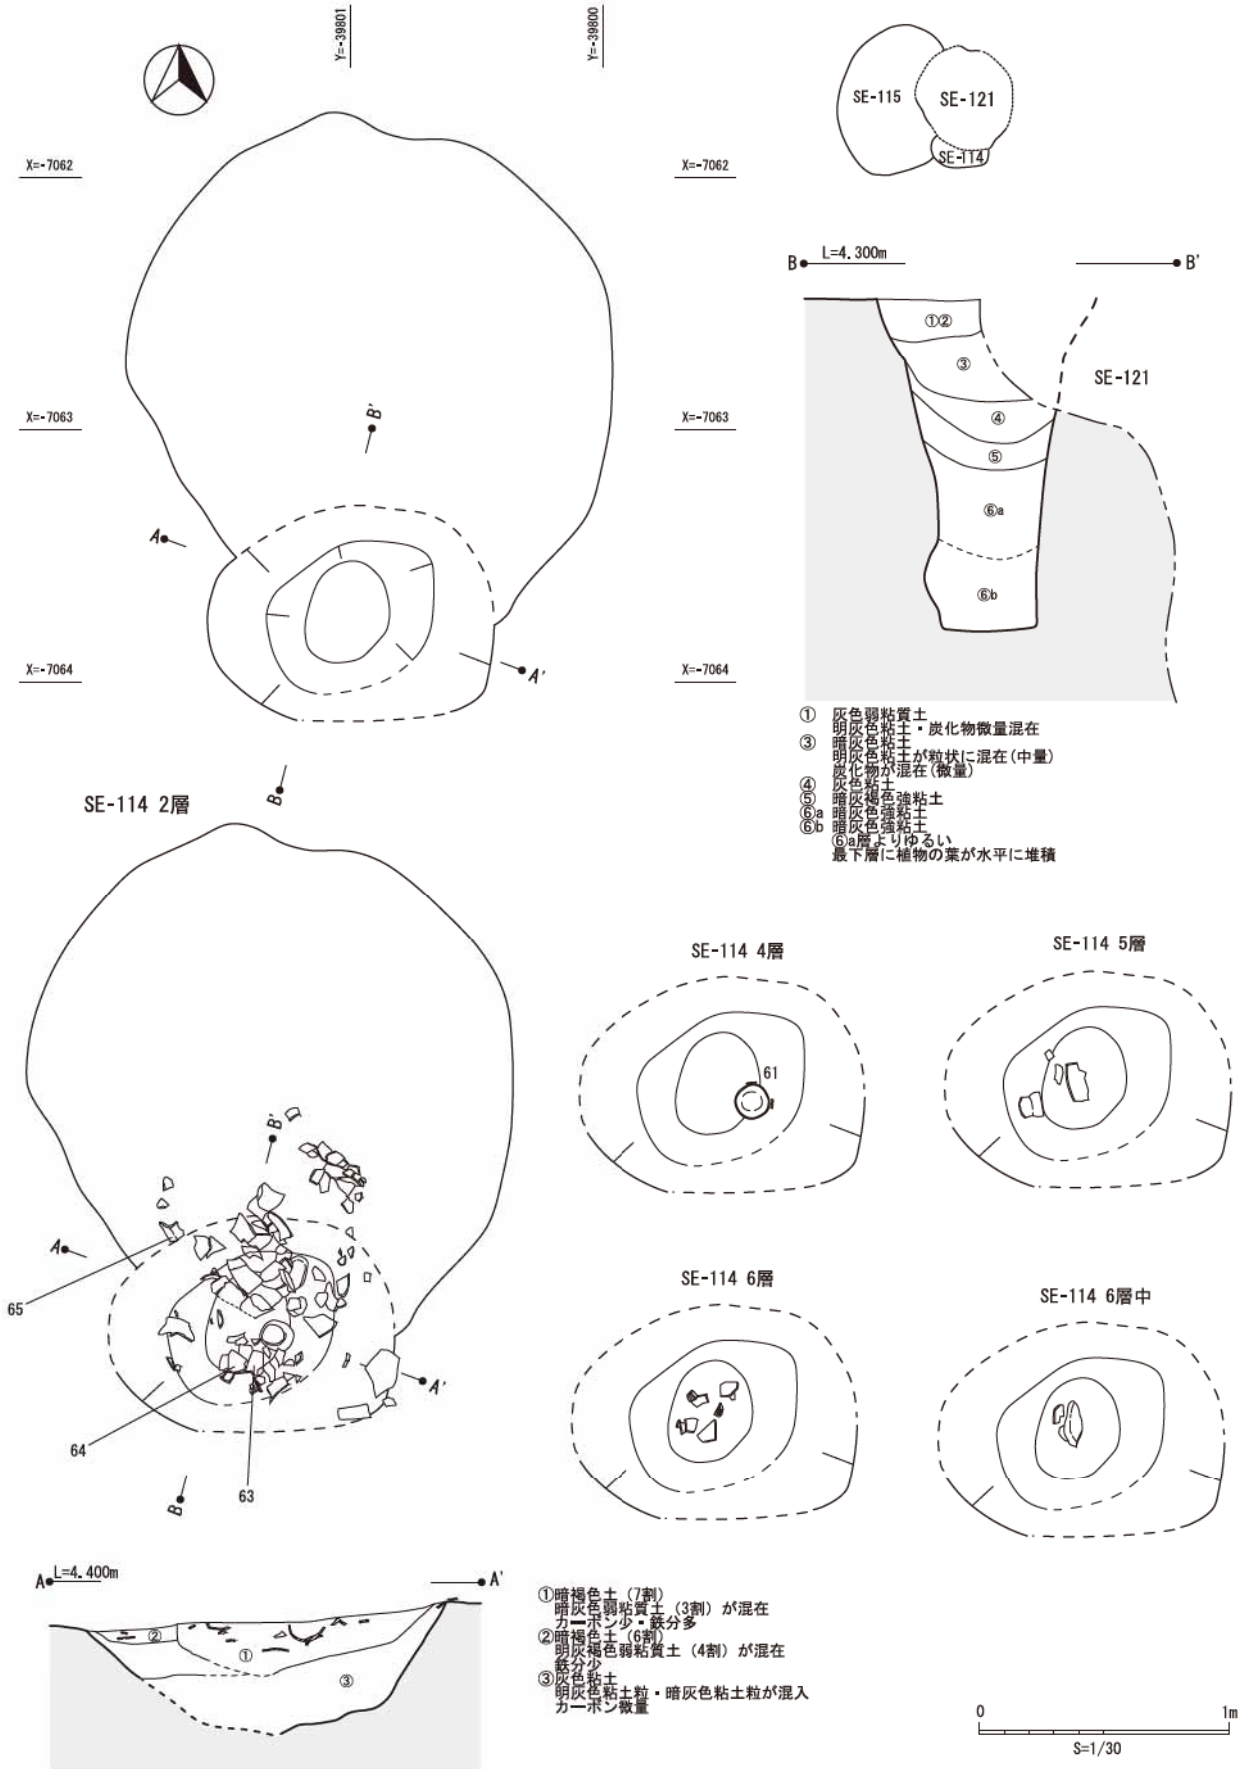 Y=-39801
Y=-39800
X=-7062
X=-7063
X=-7064
A
A'
B'
B
SE-115
SE-121
SE-114
X=-7062
X=-7063
X=-7064
B L=4.300m B'
①②
③
④
⑤
⑥a
⑥b
SE-121
① 灰色弱粘質土
明灰色粘土・炭化物微量混在
③ 暗灰色粘土
明灰色粘土が粒状に混在(中量)
炭化物が混在(微量)
④ 灰色粘土
⑤ 暗灰褐色強粘土
⑥a 暗灰色強粘土
⑥b 暗灰色強粘土
⑥a層よりゆるい
最下層に植物の葉が水平に堆積
SE-114 2層
B'
A
A'
B
65
64
63
SE-114 4層
61
SE-114 5層
SE-114 6層
SE-114 6層中
A L=4.400m A'
②
①
③
①暗褐色土(7割)
暗灰色弱粘質土(3割)が混在
カーボン少・鉄分多
②暗褐色土(6割)
明灰褐色弱粘質土(4割)が混在
鉄分少
③灰色粘土
明灰色粘土粒・暗灰色粘土粒が混入
カーボン微量
0 1m
S=1/30